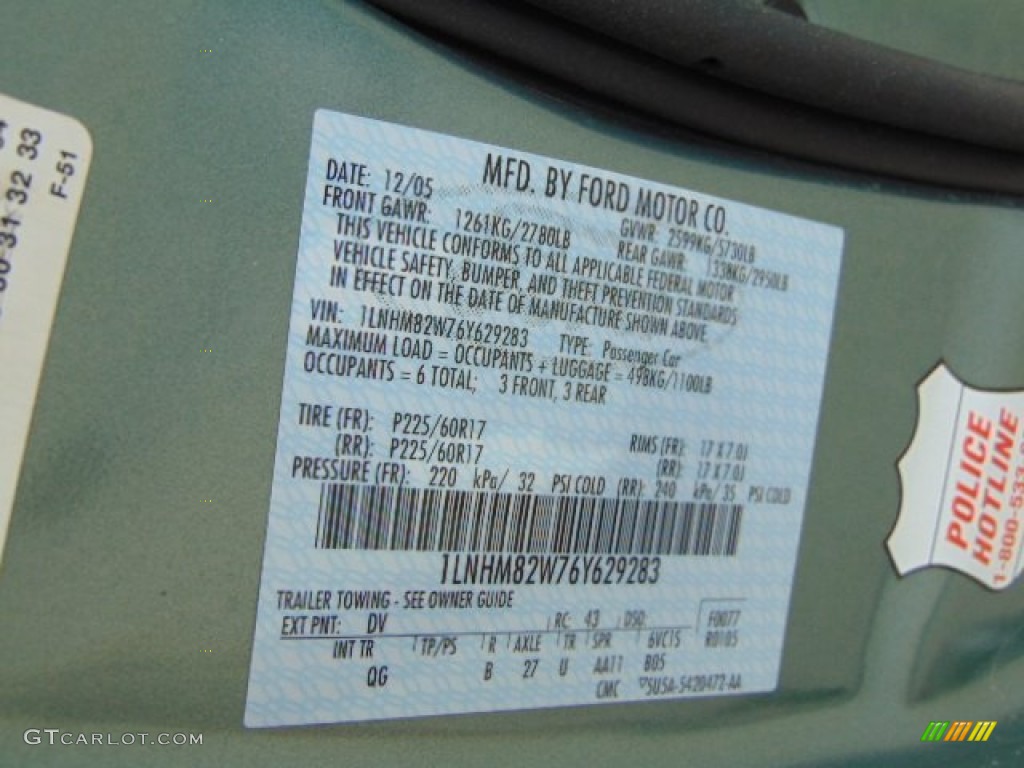 31 32 33
F-51
MFD. BY FORD MOTOR CO.
DATE: 12/05 GVWR: 2599KG/5730LB
FRONT GAWR: 1261KG/2780LB REAR GAWR: 1338KG/2950LB
THIS VEHICLE CONFORMS TO ALL APPLICABLE FEDERAL MOTOR
VEHICLE SAFETY, BUMPER, AND THEFT PREVENTION STANDARDS
IN EFFECT ON THE DATE OF MANUFACTURE SHOWN ABOVE.
VIN: 1LNHM82W76Y629283 TYPE: Passenger Car
MAXIMUM LOAD = OCCUPANTS + LUGGAGE = 498KG/1100LB
OCCUPANTS = 6 TOTAL; 3 FRONT, 3 REAR
TIRE (FR): P225/60R17 RIMS (FR): 17 X 7.0J
(RR): P225/60R17 (RR): 17 X 7.0J
PRESSURE (FR): 220 kPa/ 32 PSI COLD (RR): 240 kPa/ 35 PSI COLD
1LNHM82W76Y629283
TRAILER TOWING - SEE OWNER GUIDE
EXT PNT: DV RC: 43 DSO: F0077
INT TR TP/PS R AXLE TR SPR 6VC15 R0105
QG B 27 U AA11 B05
CMC 5U5A-5420472-AA
POLICE
HOTLINE
1-800-533-
GTCARLOT.COM